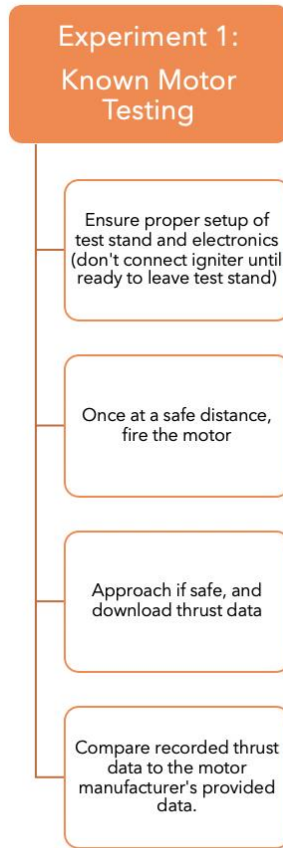 Experiment 1:
Known Motor
Testing
Ensure proper setup of
test stand and electronics
(don't connect igniter until
ready to leave test stand)
Once at a safe distance,
fire the motor
Approach if safe, and
download thrust data
Compare recorded thrust
data to the motor
manufacturer's provided
data.